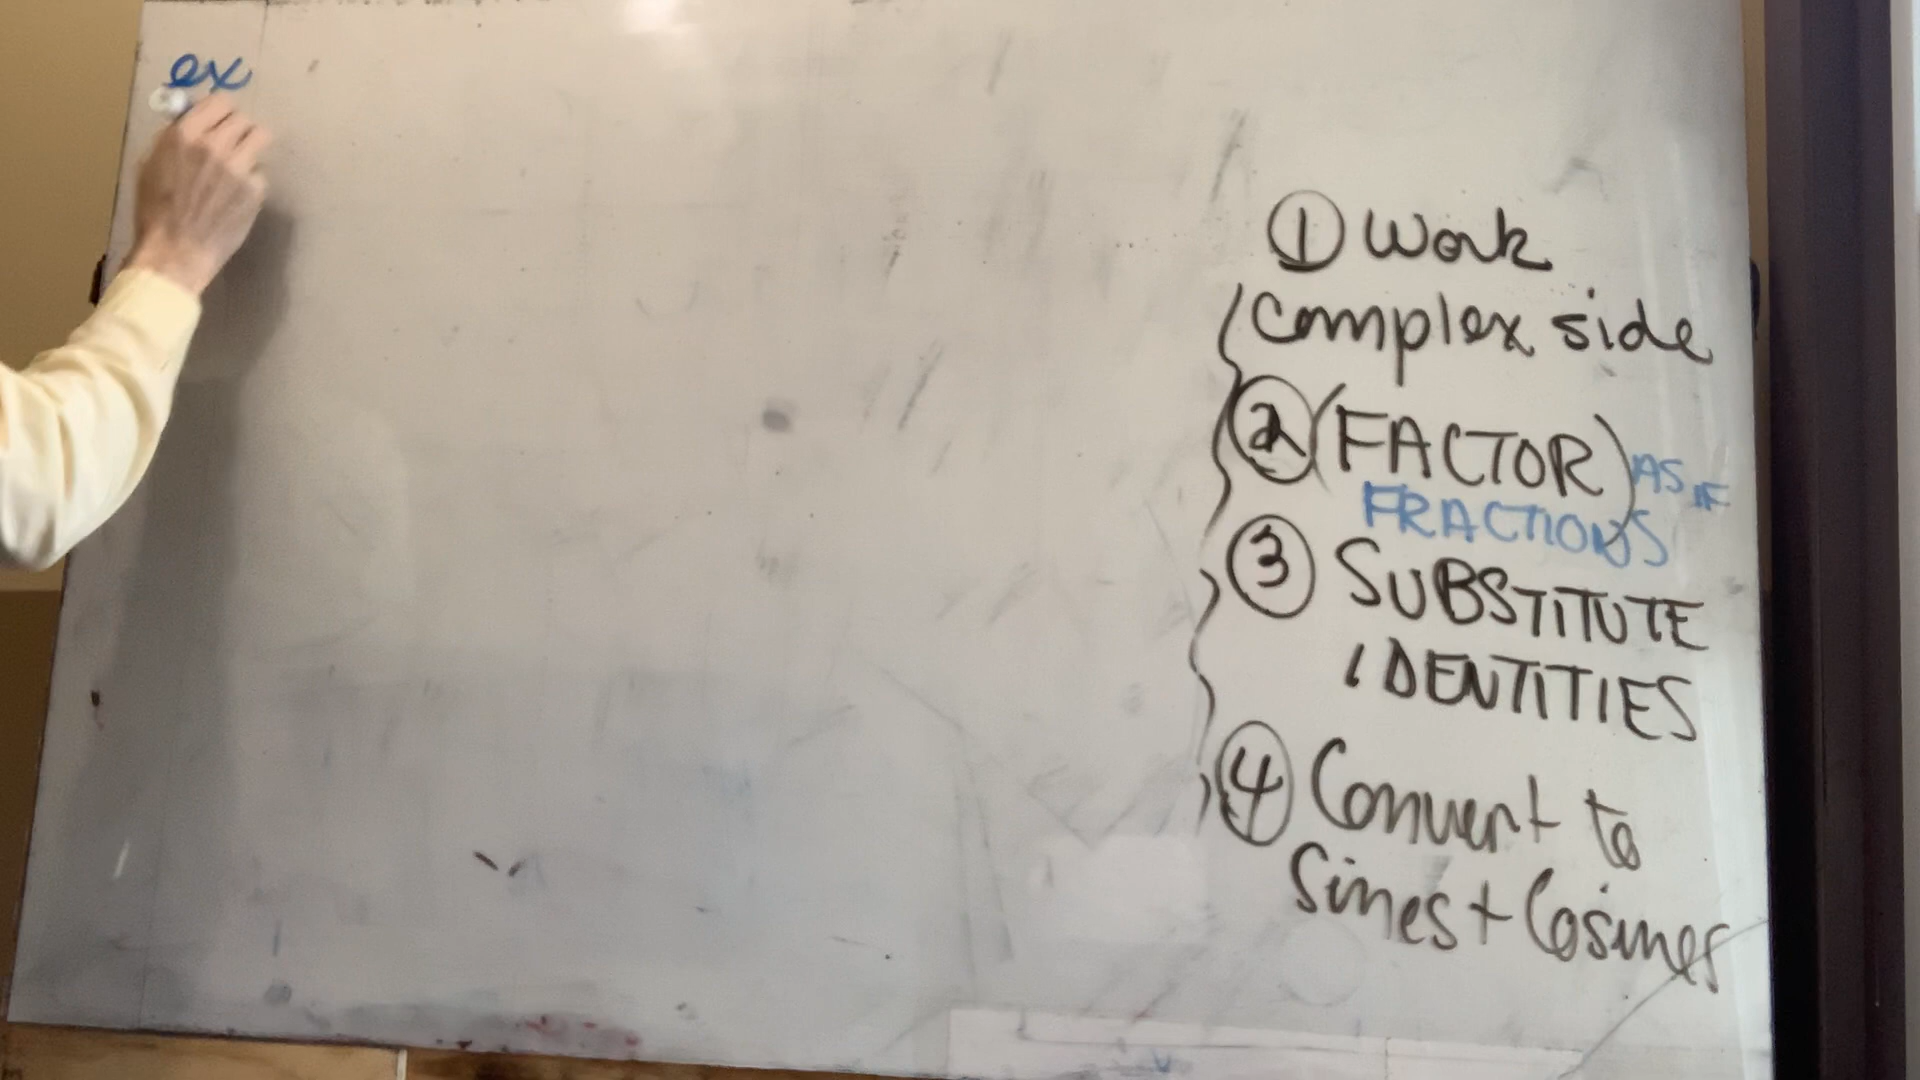 ex
① Work
complex side
② (FACTOR) AS IF
FRACTIONS
③ SUBSTITUTE
IDENTITIES
④ Convert to
Sines + Cosines